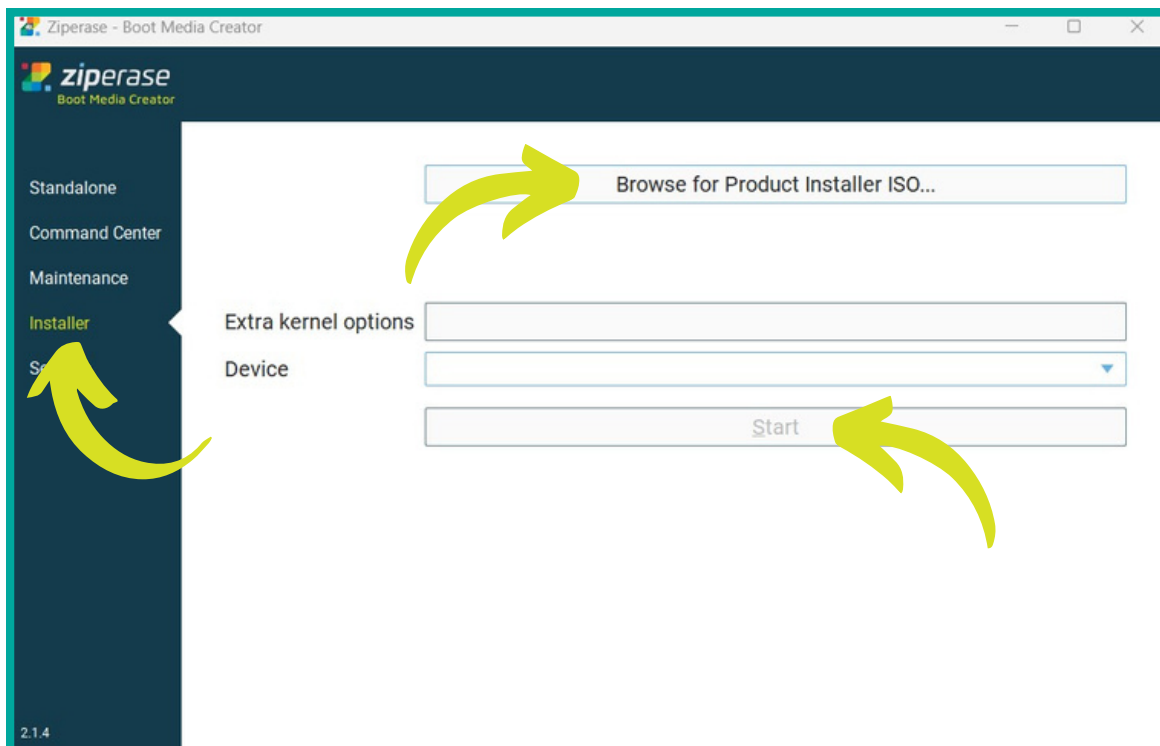 Ziperase - Boot Media Creator
ziperase
Boot Media Creator
Standalone
Command Center
Maintenance
Installer
Browse for Product Installer ISO...
Extra kernel options
Device
Start
2.1.4